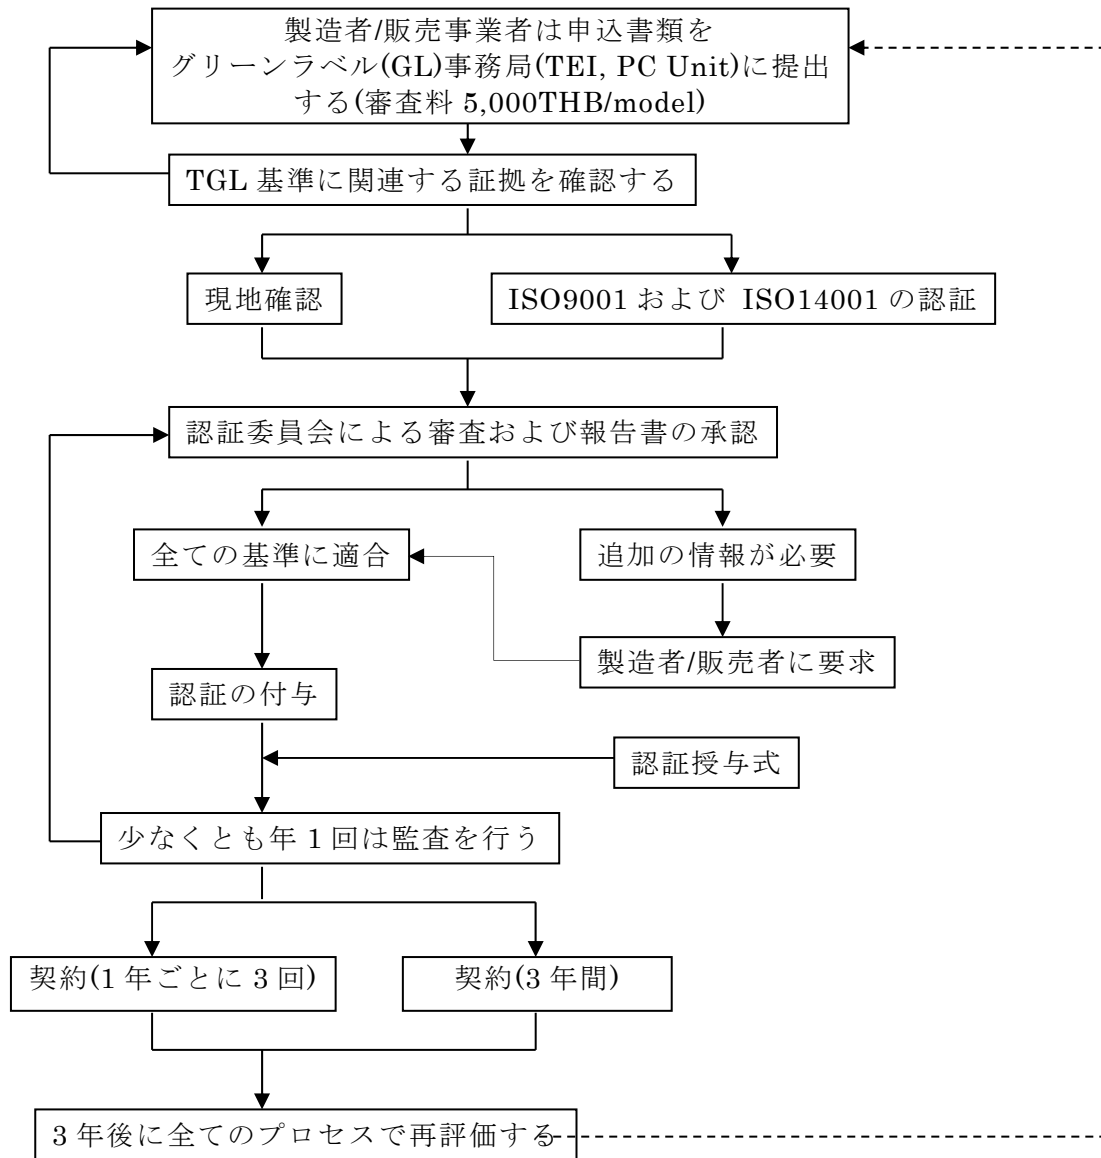 製造者/販売事業者は申込書類を
グリーンラベル(GL)事務局(TEI, PC Unit)に提出
する(審査料 5,000THB/model)
TGL 基準に関連する証拠を確認する
現地確認
ISO9001 および ISO14001 の認証
認証委員会による審査および報告書の承認
全ての基準に適合
追加の情報が必要
製造者/販売者に要求
認証の付与
認証授与式
少なくとも年 1 回は監査を行う
契約(1 年ごとに 3 回)
契約(3 年間)
3 年後に全てのプロセスで再評価する